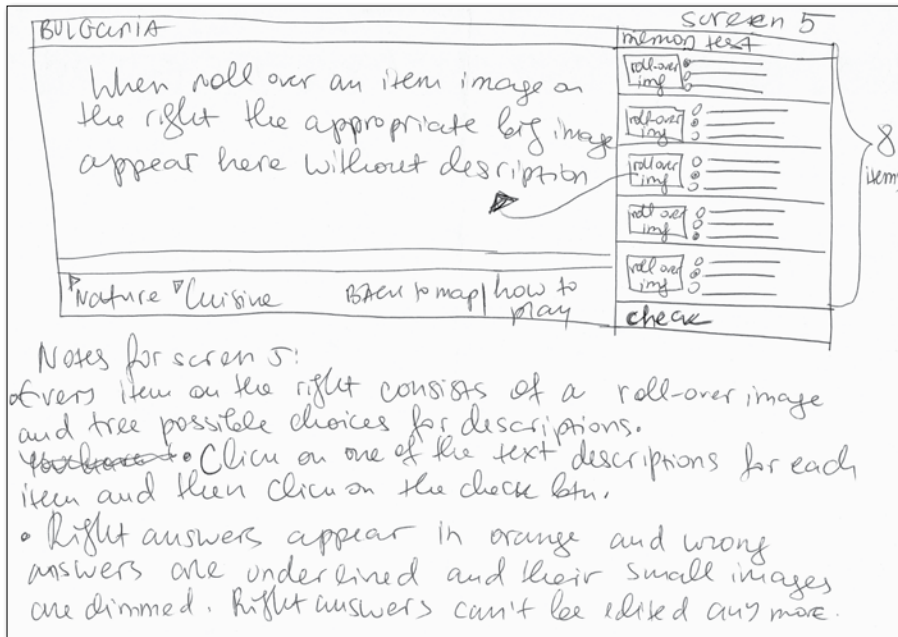 screen 5
BULGARIA
memory test
When roll over an item image on
the right the appropriate big image
appear here without description
roll-over
img
roll-over
img
rollover
img
roll over
img
roll over
img
8
items
Nature Cuisine BACK to map | how to
play
check
Notes for screen 5:
• Every item on the right consists of a roll-over image
and tree possible choices for descriptions.
• Click on one of the text descriptions for each
item and then click on the check btn.
• Right answers appear in orange and wrong
answers are underlined and their small images
are dimmed. Right answers can't be edited any more.